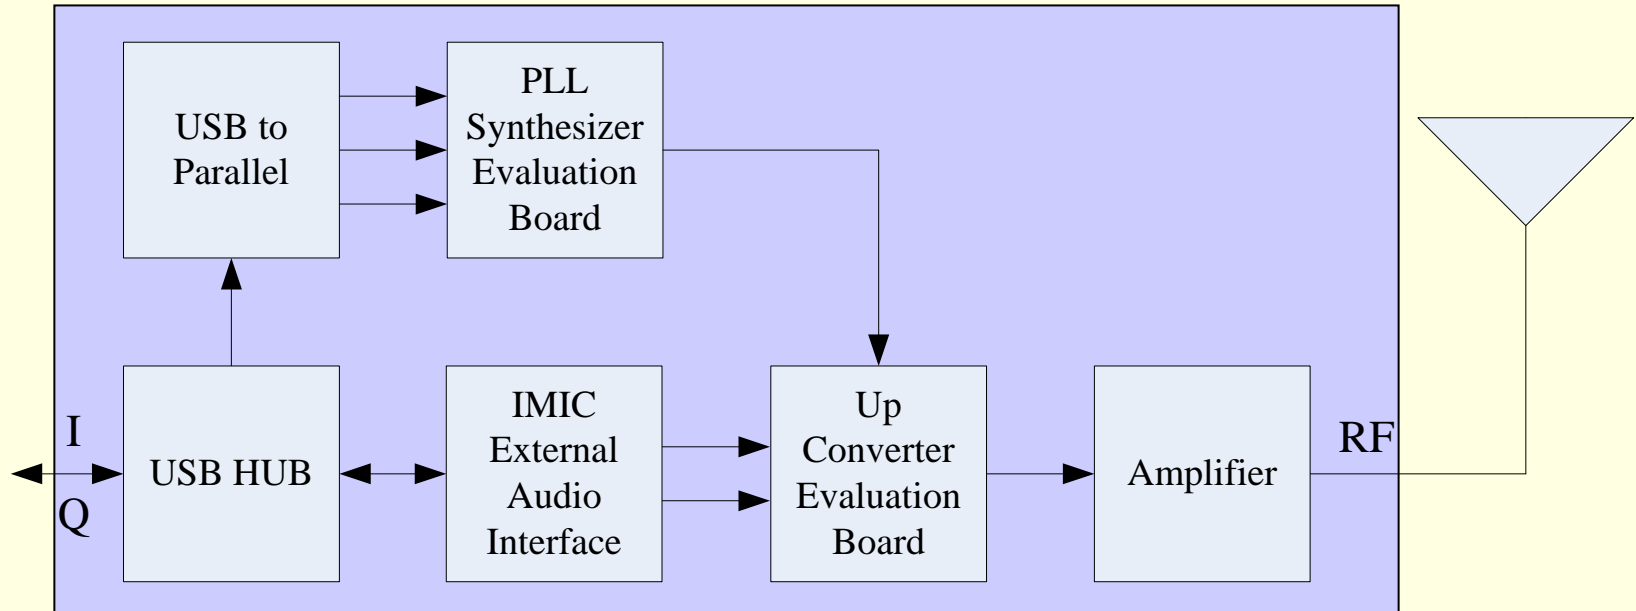 USB to
Parallel
PLL
Synthesizer
Evaluation
Board
I
Q
USB HUB
IMIC
External
Audio
Interface
Up
Converter
Evaluation
Board
Amplifier
RF